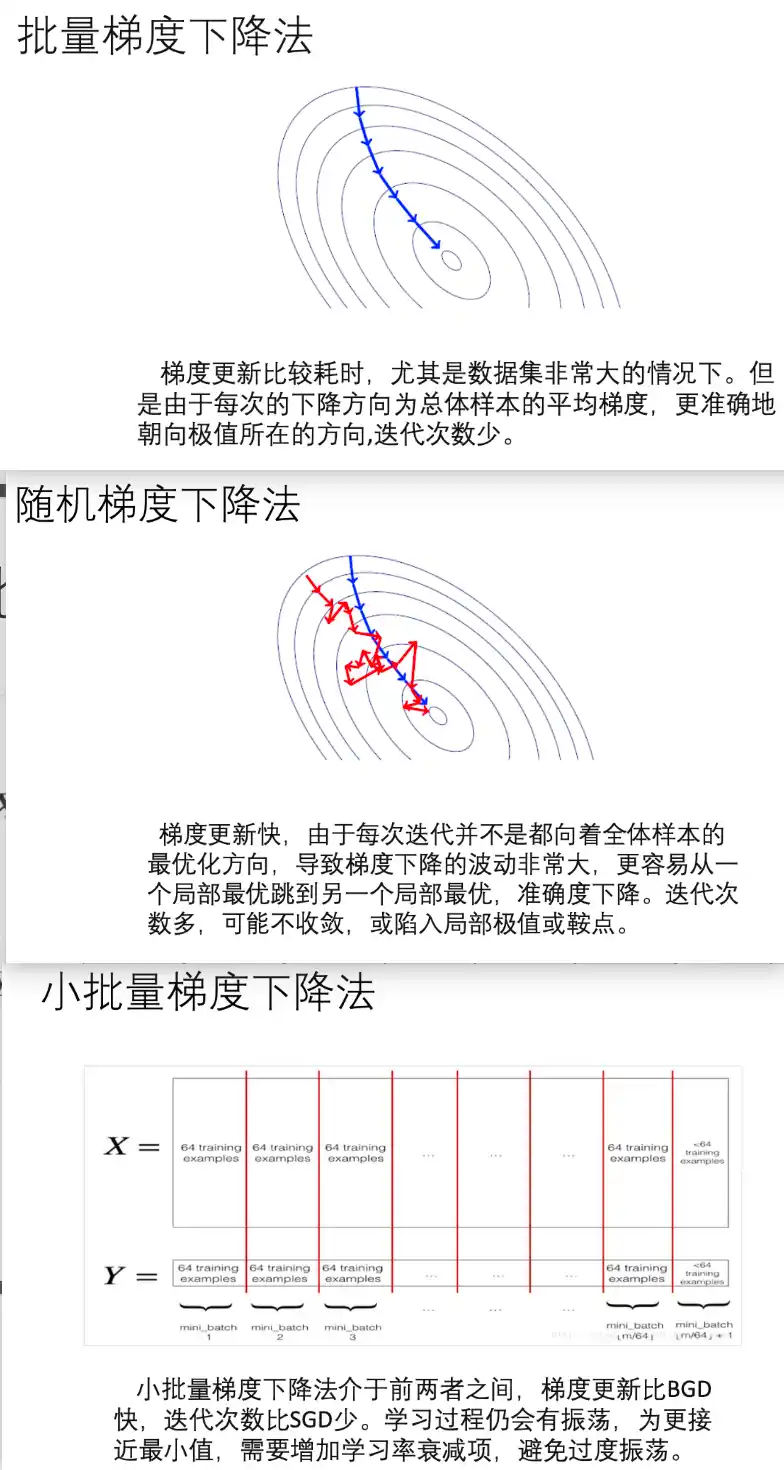 批量梯度下降法
梯度更新比较耗时，尤其是数据集非常大的情况下。但
是由于每次的下降方向为总体样本的平均梯度，更准确地
朝向极值所在的方向,迭代次数少。
随机梯度下降法
梯度更新快，由于每次迭代并不是都向着全体样本的
最优化方向，导致梯度下降的波动非常大，更容易从一
个局部最优跳到另一个局部最优，准确度下降。迭代次
数多，可能不收敛，或陷入局部极值或鞍点。
小批量梯度下降法
X = 64 training examples 64 training examples 64 training examples ... ... ... 64 training examples <64 training examples
Y = 64 training examples 64 training examples 64 training examples ... ... ... 64 training examples <64 training examples
mini_batch 1 mini_batch 2 mini_batch 3 ... ... ... mini_batch ⌊m/64⌋ mini_batch ⌊m/64⌋ + 1
小批量梯度下降法介于前两者之间，梯度更新比BGD
快，迭代次数比SGD少。学习过程仍会有振荡，为更接
近最小值，需要增加学习率衰减项，避免过度振荡。